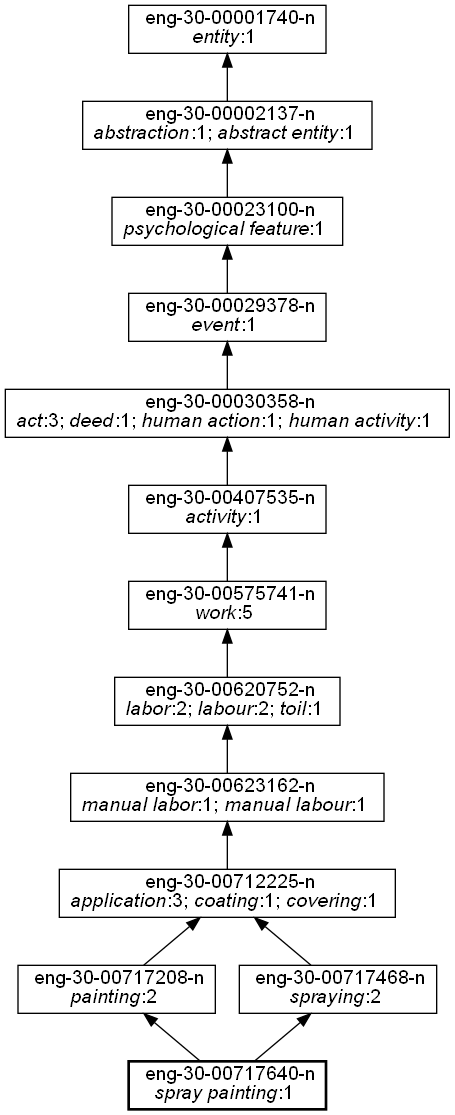 eng-30-00001740-n
entity:1
eng-30-00002137-n
abstraction:1; abstract entity:1
eng-30-00023100-n
psychological feature:1
eng-30-00029378-n
event:1
eng-30-00030358-n
act:3; deed:1; human action:1; human activity:1
eng-30-00407535-n
activity:1
eng-30-00575741-n
work:5
eng-30-00620752-n
labor:2; labour:2; toil:1
eng-30-00623162-n
manual labor:1; manual labour:1
eng-30-00712225-n
application:3; coating:1; covering:1
eng-30-00717208-n
painting:2
eng-30-00717468-n
spraying:2
eng-30-00717640-n
spray painting:1